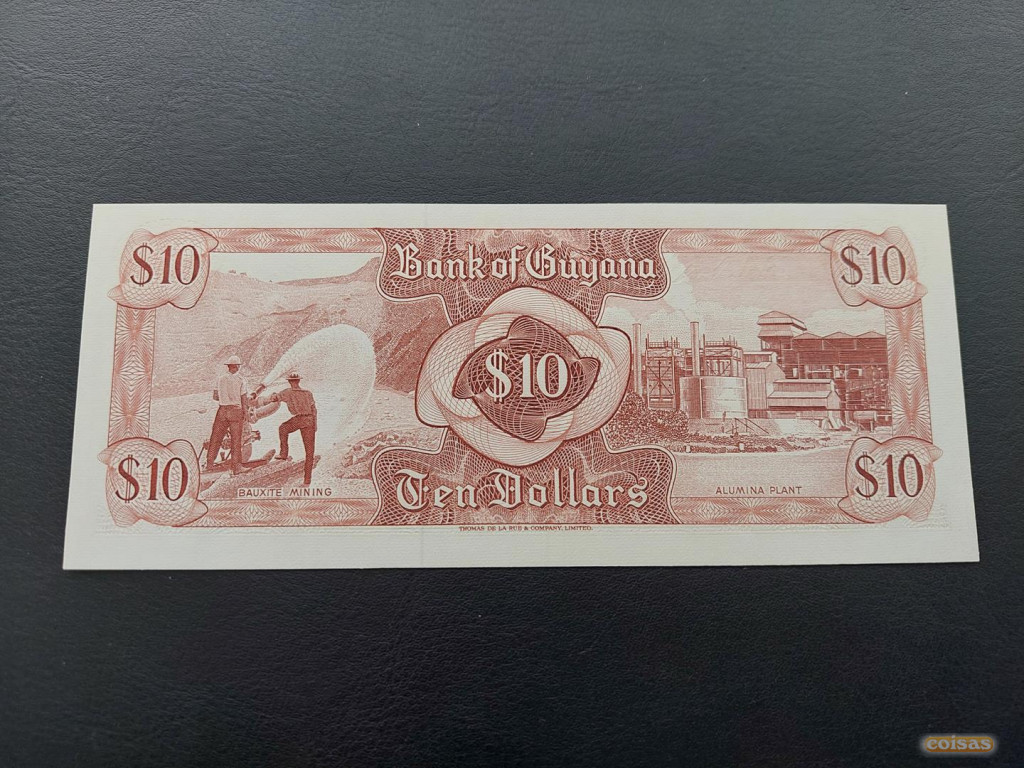 Bank of Guyana
$10 $10
$10
$10 $10
BAUXITE MINING
Ten Dollars
ALUMINA PLANT
THOMAS DE LA RUE & COMPANY, LIMITED.
coisas